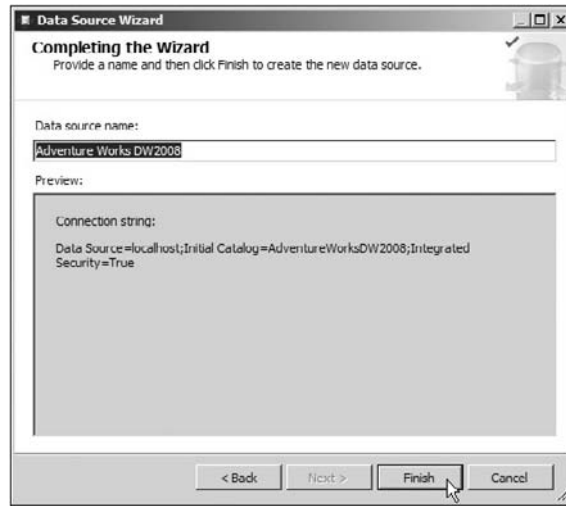 Data Source Wizard
Completing the Wizard
Provide a name and then click Finish to create the new data source.
Data source name:
Adventure Works DW2008
Preview:
Connection string:
Data Source=localhost;Initial Catalog=AdventureWorksDW2008;Integrated
Security=True
< Back
Next >
Finish
Cancel